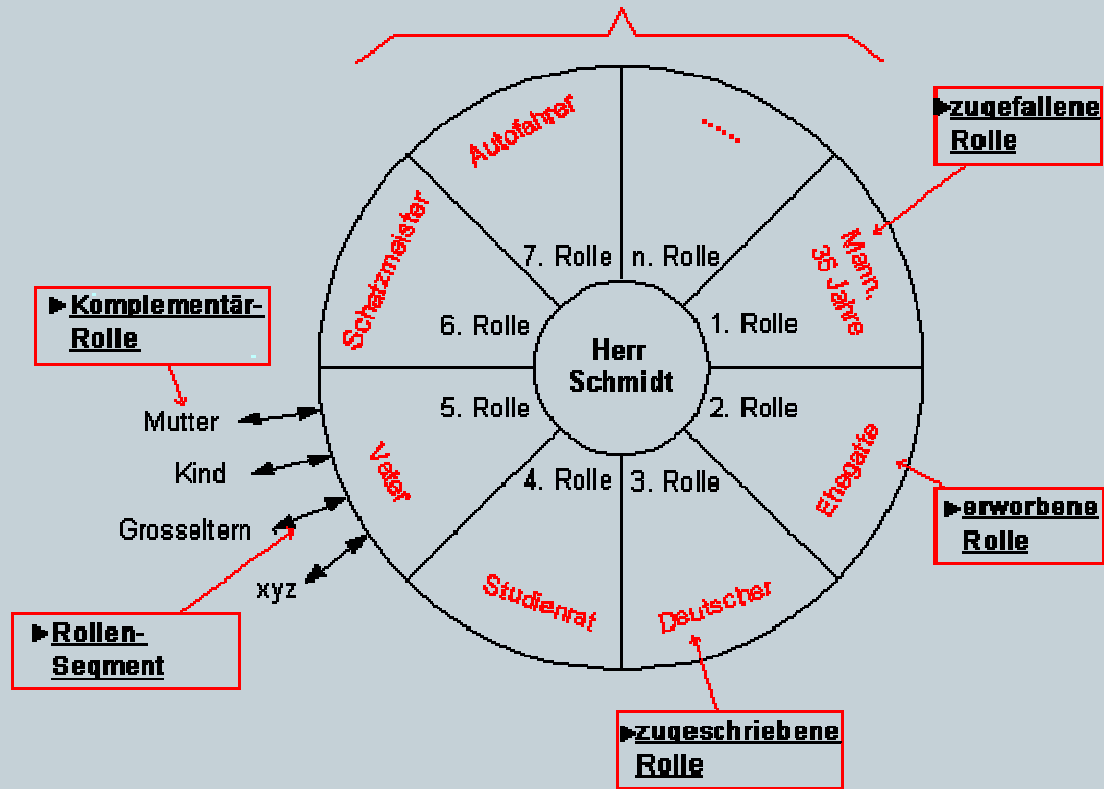 Autofahrer
......
►zugefallene
Rolle
Schatzmeister
Mann,
35 Jahre
7. Rolle
n. Rolle
►Komplementär-
Rolle
6. Rolle
1. Rolle
Herr
Schmidt
Mutter
5. Rolle
2. Rolle
Kind
Vater
Ehegatte
4. Rolle
3. Rolle
Grosseltern
►erworbene
Rolle
xyz
Studienrat
Deutscher
►Rollen-
Segment
►zugeschriebene
Rolle